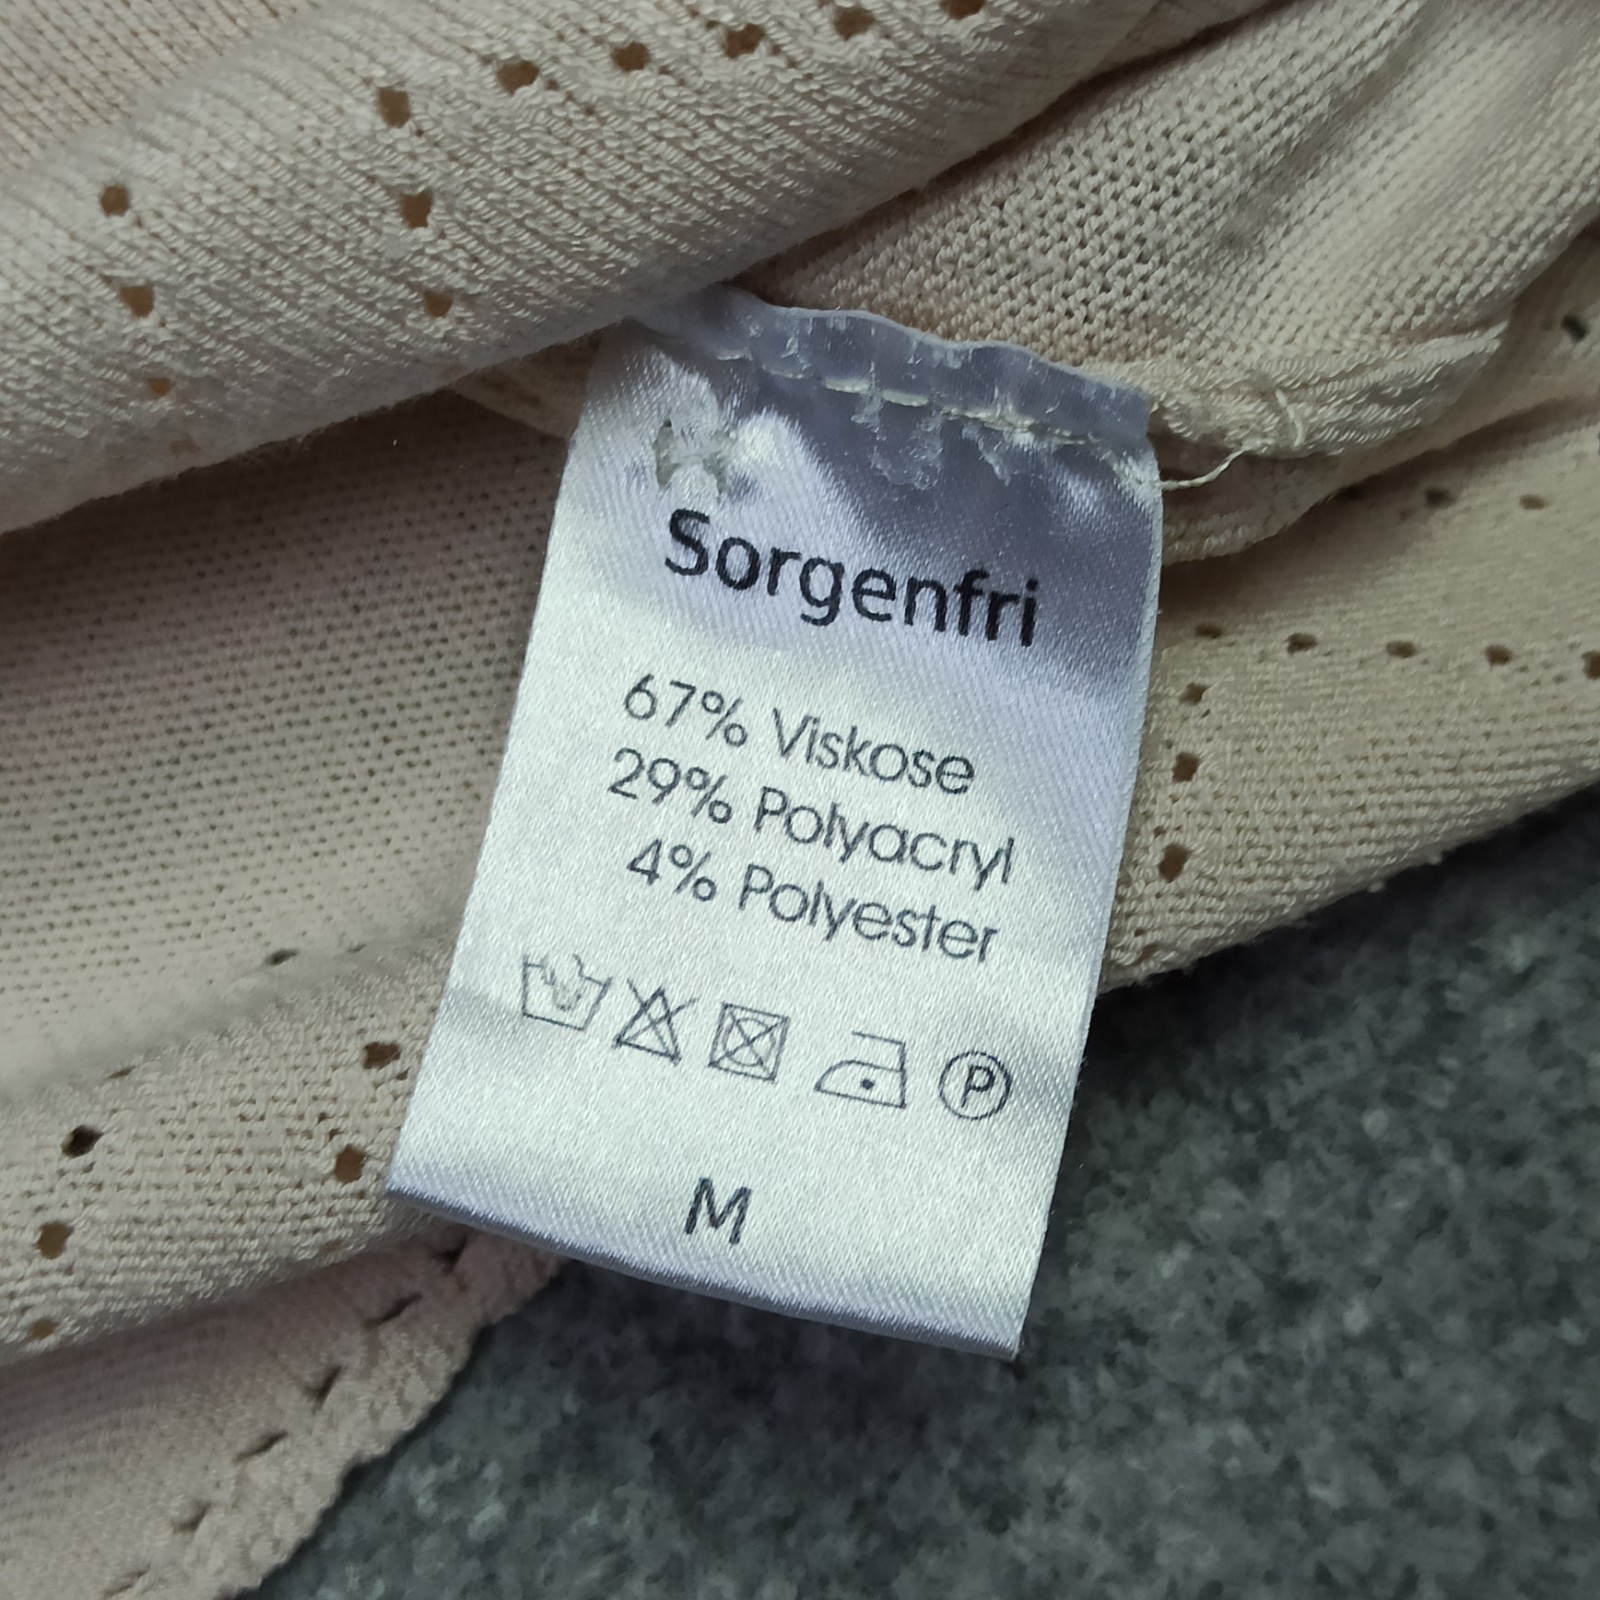 Sorgenfri
67% Viskose
29% Polyacryl
4% Polyester
P
M